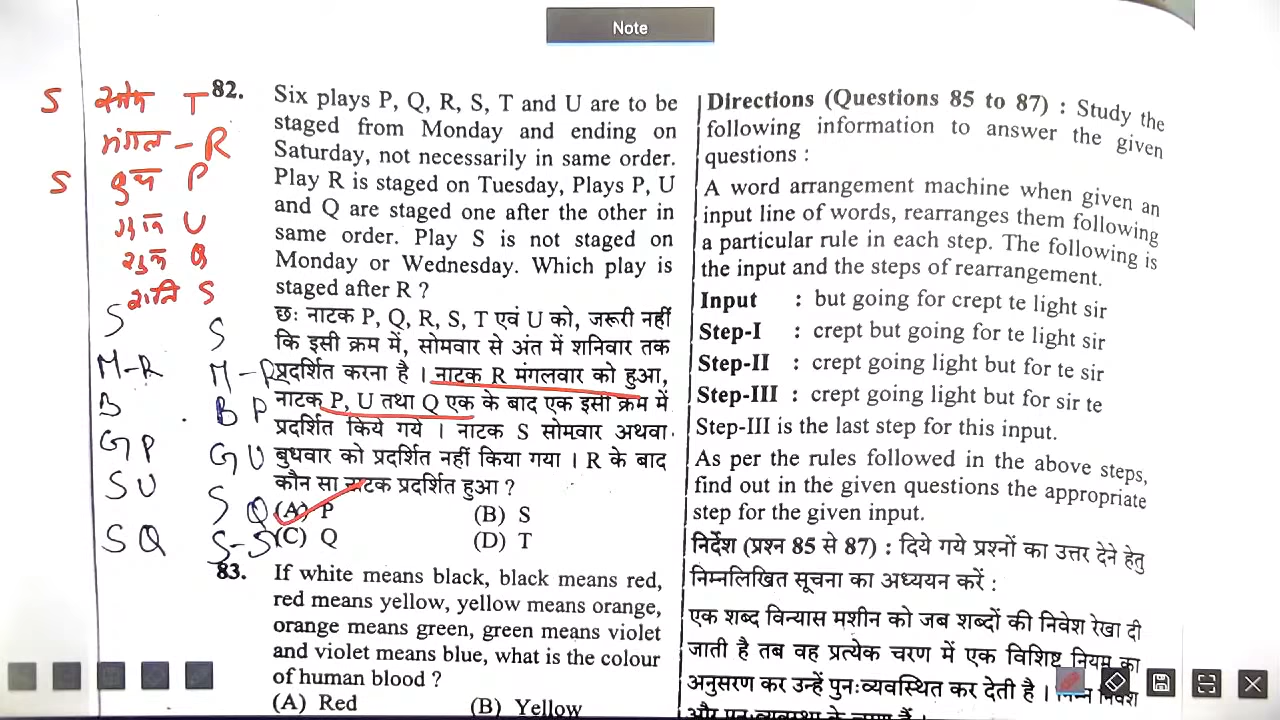 Note
S सोम T
मंगल - R
S बुध P
U
शुक्र Q
शनि S
S
M-R
B
G P
S U
S Q
S
M-R
B P
G U
S Q
S-S
82. Six plays P, Q, R, S, T and U are to be
staged from Monday and ending on
Saturday, not necessarily in same order.
Play R is staged on Tuesday, Plays P, U
and Q are staged one after the other in
same order. Play S is not staged on
Monday or Wednesday. Which play is
staged after R ?
छः नाटक P, Q, R, S, T एवं U को, जरूरी नहीं
कि इसी क्रम में, सोमवार से अंत में शनिवार तक
प्रदर्शित करना है । नाटक R मंगलवार को हुआ,
नाटक P, U तथा Q एक के बाद एक इसी क्रम में
प्रदर्शित किये गये । नाटक S सोमवार अथवा
बुधवार को प्रदर्शित नहीं किया गया । R के बाद
कौन सा नाटक प्रदर्शित हुआ ?
(A) P (B) S
(C) Q (D) T
83. If white means black, black means red,
red means yellow, yellow means orange,
orange means green, green means violet
and violet means blue, what is the colour
of human blood ?
(A) Red (B) Yellow
Directions (Questions 85 to 87) : Study the
following information to answer the given
questions :
A word arrangement machine when given an
input line of words, rearranges them following
a particular rule in each step. The following is
the input and the steps of rearrangement.
Input : but going for crept te light sir
Step-I : crept but going for te light sir
Step-II : crept going light but for te sir
Step-III : crept going light but for sir te
Step-III is the last step for this input.
As per the rules followed in the above steps,
find out in the given questions the appropriate
step for the given input.
निर्देश (प्रश्न 85 से 87) : दिये गये प्रश्नों का उत्तर देने हेतु
निम्नलिखित सूचना का अध्ययन करें :
एक शब्द विन्यास मशीन को जब शब्दों की निवेश रेखा दी
जाती है तब वह प्रत्येक चरण में एक विशिष्ट नियम का
अनुसरण कर उन्हें पुनःव्यवस्थित कर देती है । निम्न निवेश
और पुनःव्यवस्था के चरण हैं ।